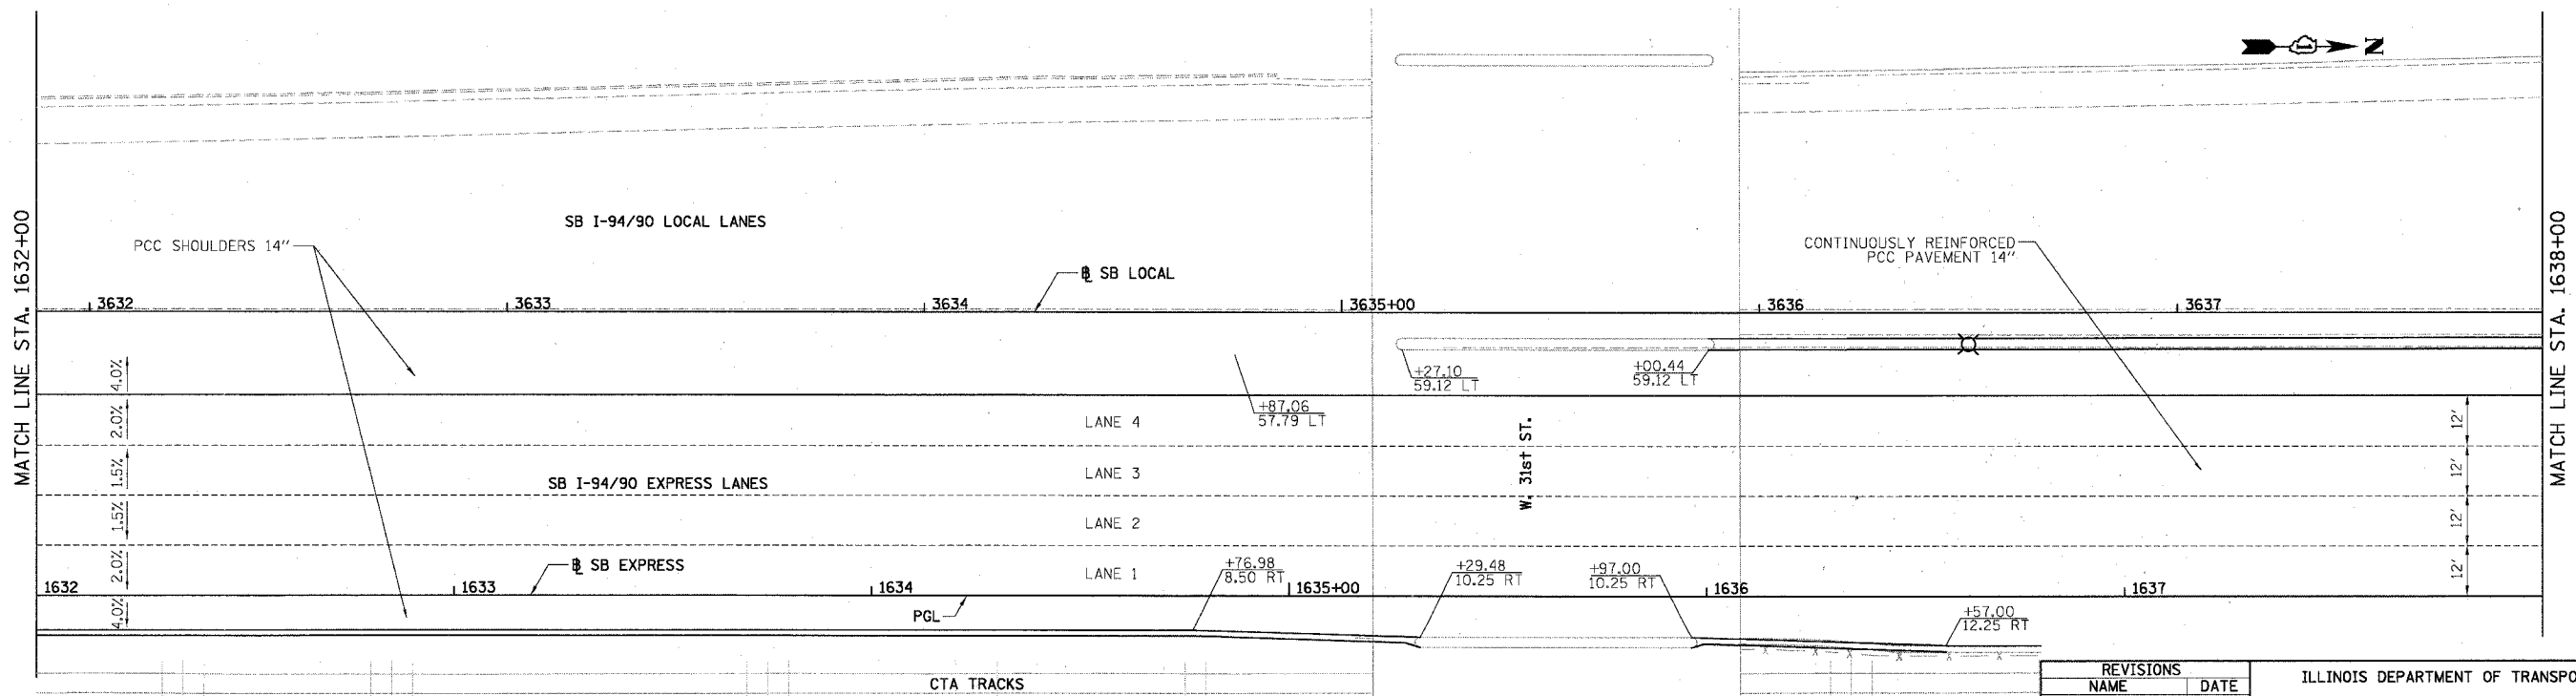 N
MATCH LINE STA. 1632+00
MATCH LINE STA. 1638+00
SB I-94/90 LOCAL LANES
PCC SHOULDERS 14"
CONTINUOUSLY REINFORCED
PCC PAVEMENT 14"
B SB LOCAL
3632
3633
3634
3635+00
3636
3637
+27.10
59.12 LT
+00.44
59.12 LT
+87.06
57.79 LT
4.0%
2.0%
1.5%
1.5%
2.0%
4.0%
LANE 4
LANE 3
SB I-94/90 EXPRESS LANES
LANE 2
LANE 1
W. 31st ST.
12'
12'
12'
12'
B SB EXPRESS
+76.98
8.50 RT
+29.48
10.25 RT
+97.00
10.25 RT
1632
1633
1634
1635+00
1636
1637
PGL
+57.00
12.25 RT
CTA TRACKS
REVISIONS
NAME DATE
ILLINOIS DEPARTMENT OF TRANSPO